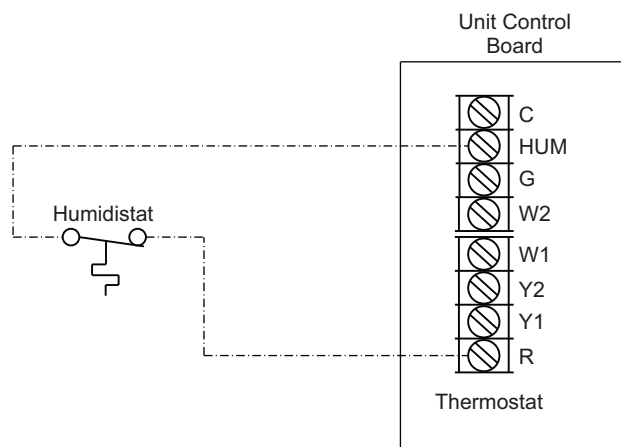 Unit Control
Board
C
HUM
G
Humidistat
W2
W1
Y2
Y1
R
Thermostat